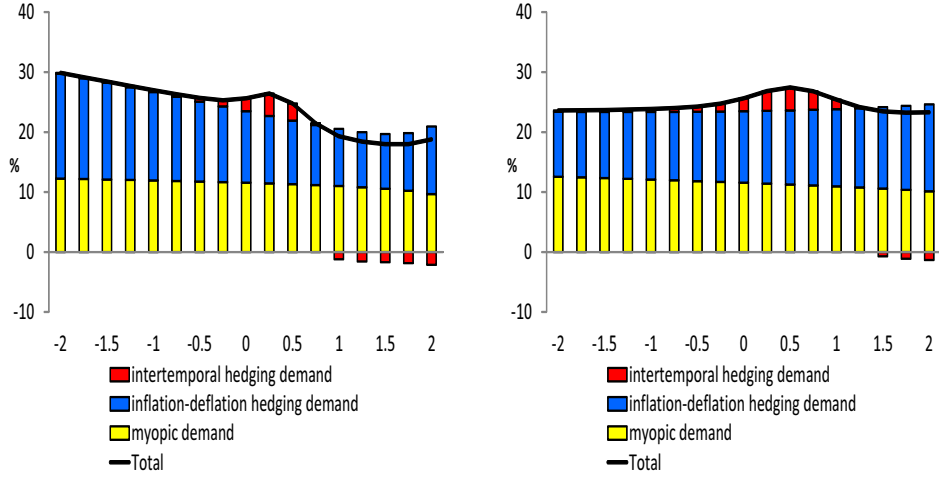 40
30
20
%
10
0
-10
-2 -1.5 -1 -0.5 0 0.5 1 1.5 2
intertemporal hedging demand
inflation-deflation hedging demand
myopic demand
Total
40
30
20
%
10
0
-10
-2 -1.5 -1 -0.5 0 0.5 1 1.5 2
intertemporal hedging demand
inflation-deflation hedging demand
myopic demand
Total